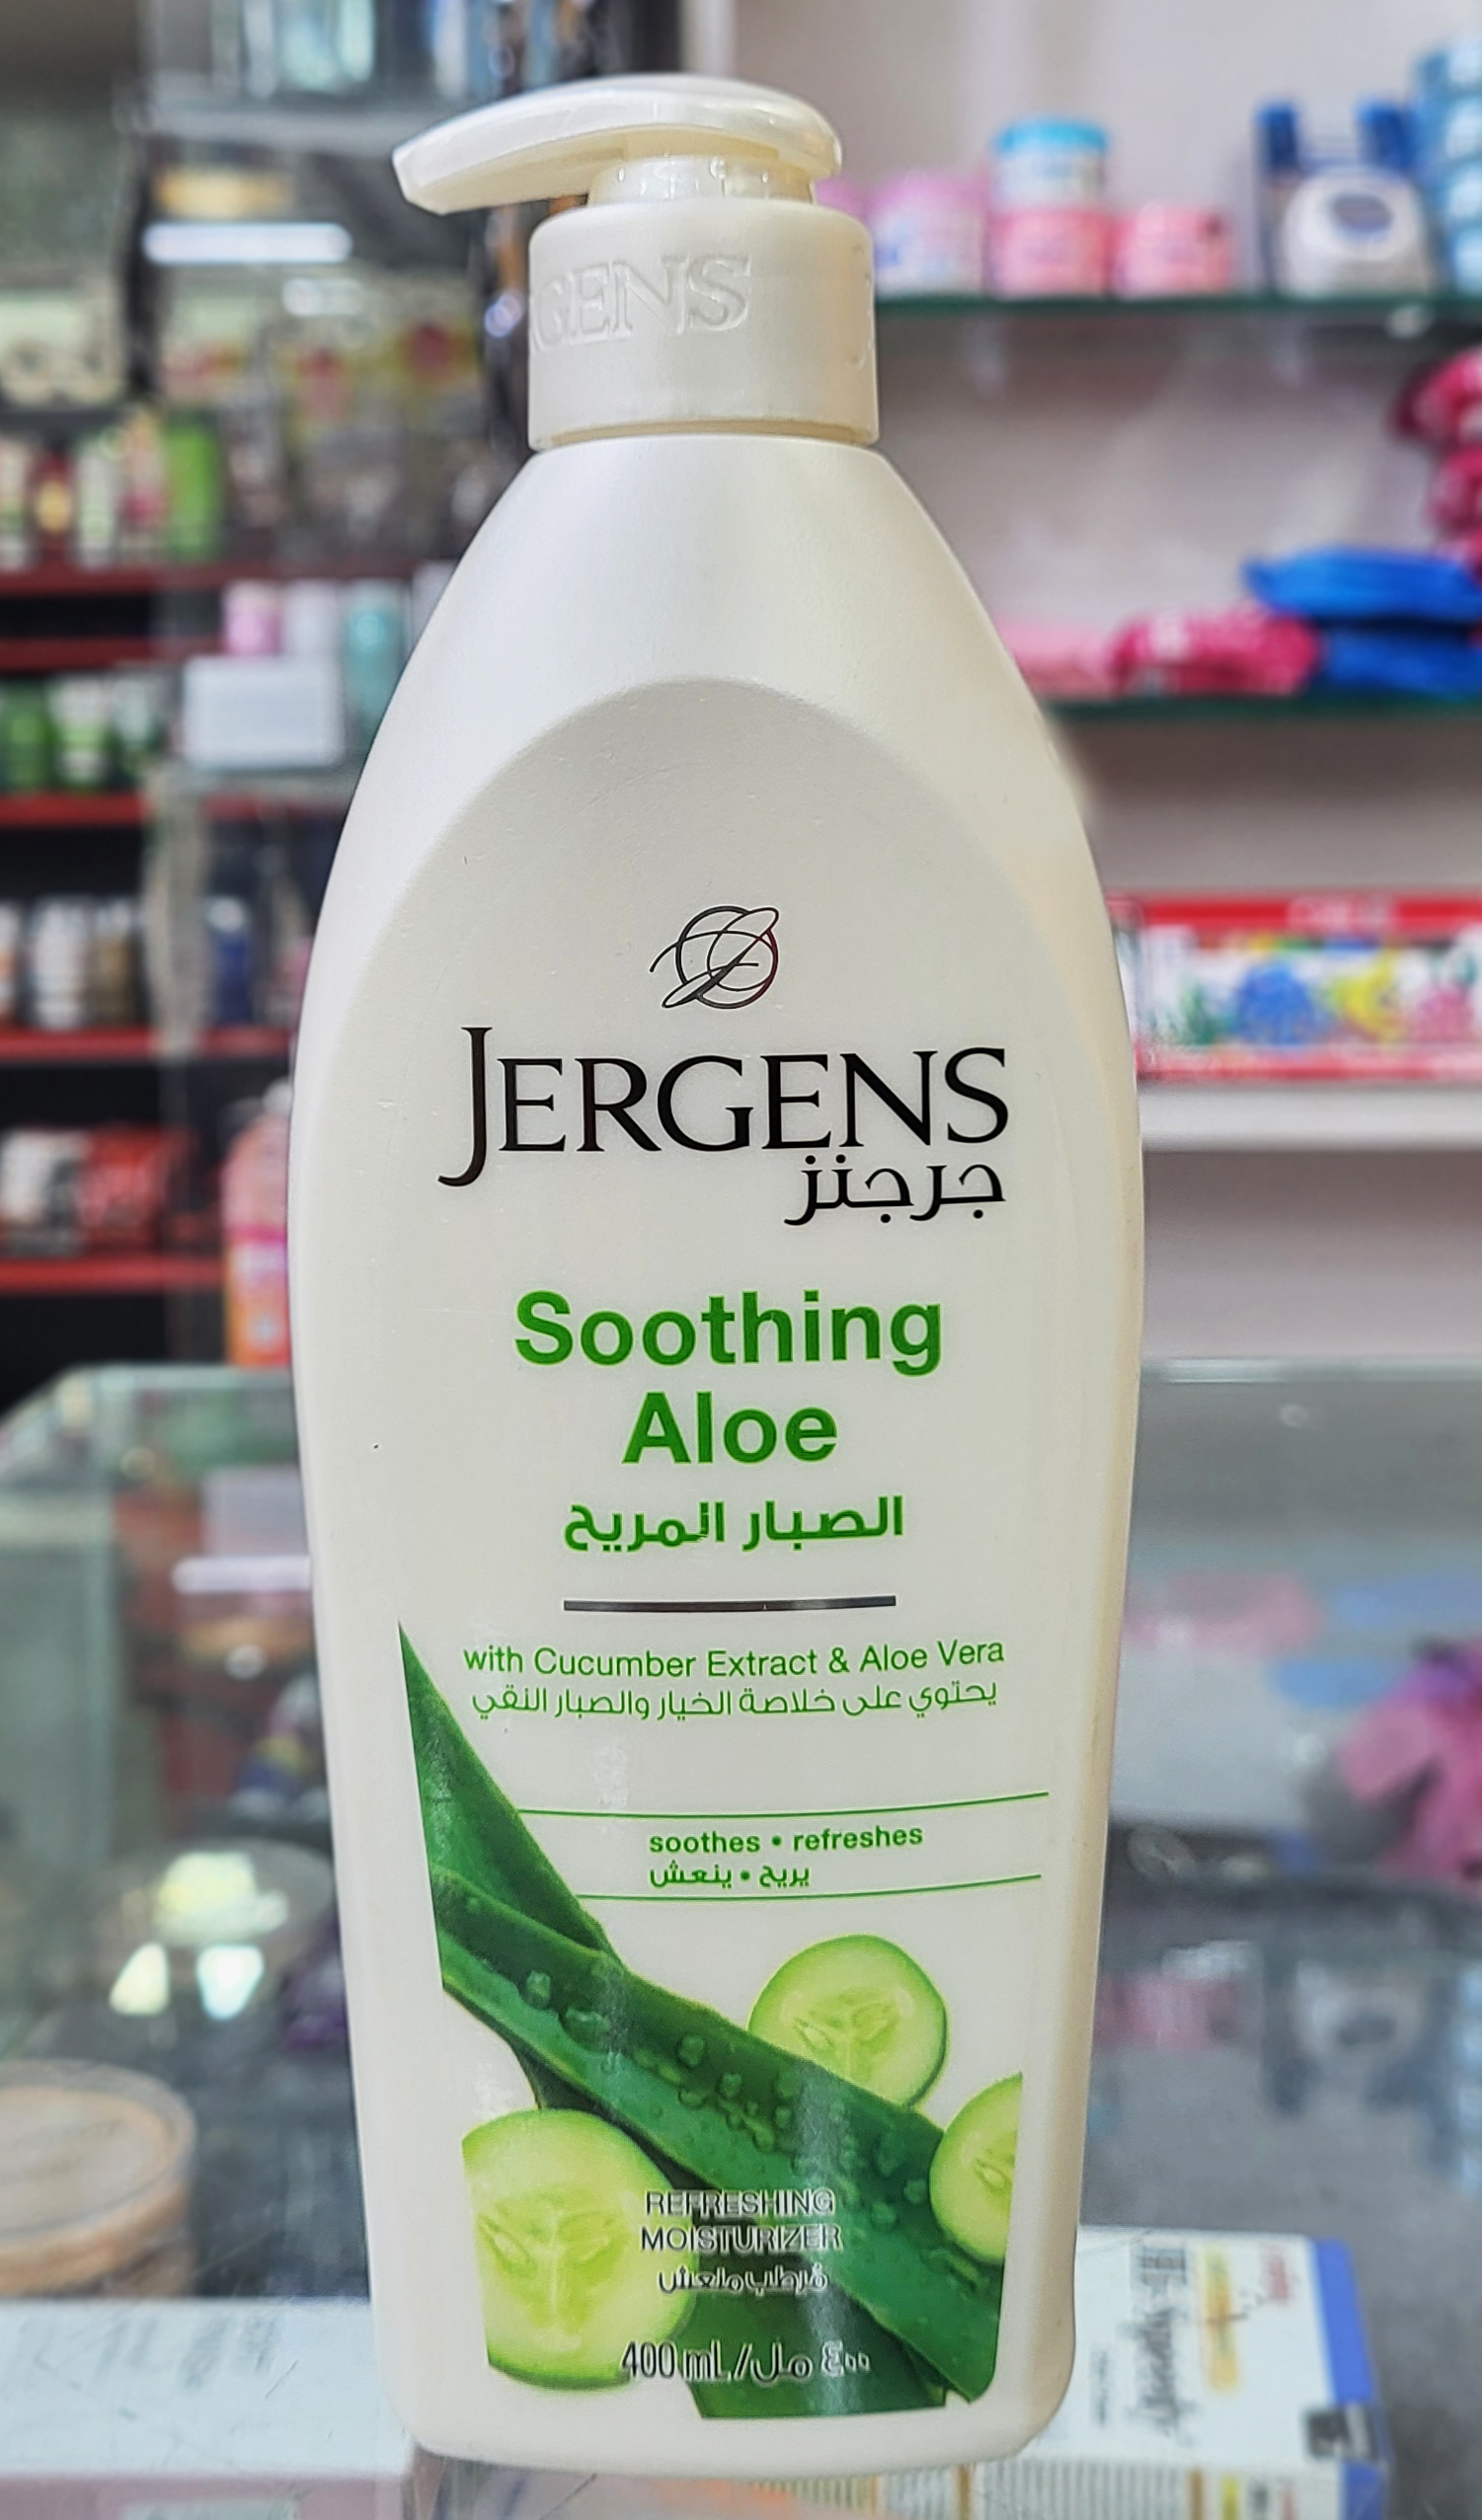 GENS
JERGENS
جرجنز
Soothing
Aloe
الصبار المريح
with Cucumber Extract & Aloe Vera
يحتوي على خلاصة الخيار والصبار النقي
soothes • refreshes
يريح • ينعش
REFRESHING
MOISTURIZER
مرطب منعش
400 mL / مل ٤٠٠